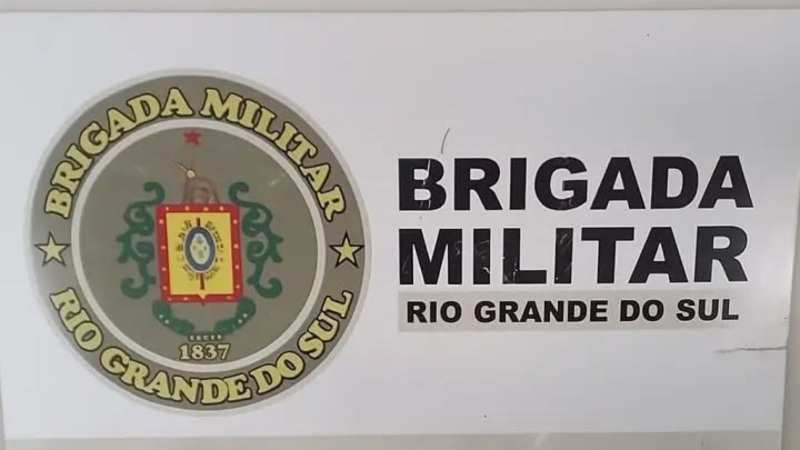 BRIGADA MILITAR
RIO GRANDE DO SUL
1837
BRIGADA
MILITAR
RIO GRANDE DO SUL